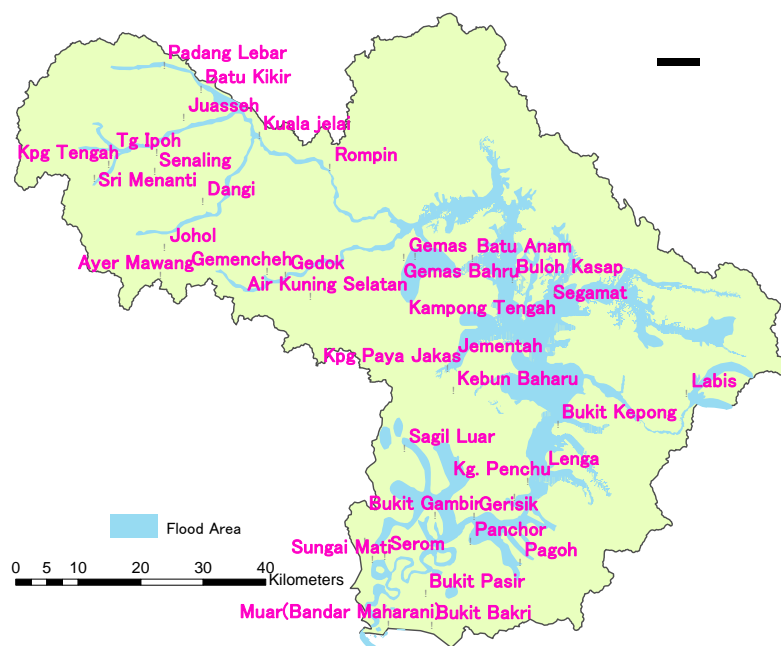 Padang Lebar
Batu Kikir
Juasseh
Kuala jelai
Tg Ipoh
Kpg Tengah
Senaling
Rompin
Sri Menanti
Dangi
Johol
Gemas
Batu Anam
Ayer Mawang
Gemencheh
Gedok
Gemas Bahru
Buloh Kasap
Air Kuning Selatan
Segamat
Kampong Tengah
Jementah
Kpg Paya Jakas
Kebun Baharu
Labis
Bukit Kepong
Sagil Luar
Lenga
Kg. Penchu
Bukit Gambir
Gerisik
Flood Area
Panchor
Sungai Mati
Serom
Pagoh
0 5 10 20 30 40
Kilometers
Bukit Pasir
Muar(Bandar Maharani)
Bukit Bakri